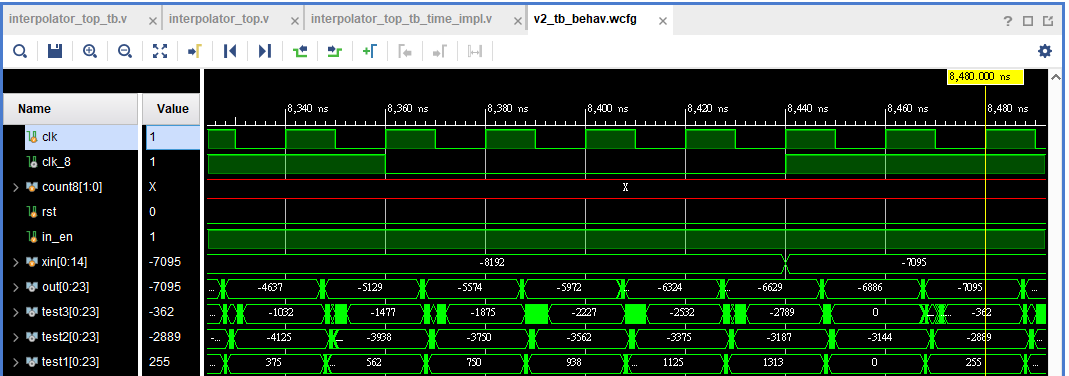 interpolator_top_tb.v × interpolator_top.v × interpolator_top_tb_time_impl.v × v2_tb_behav.wcfg × ?
8,480.000 ns
Name Value 8,340 ns 8,360 ns 8,380 ns 8,400 ns 8,420 ns 8,440 ns 8,460 ns 8,480 ns
clk 1
clk_8 1
count8[1:0] X X
rst 0
in_en 1
xin[0:14] -7095 -8192 -7095
out[0:23] -7095 ... -4637 -5129 -5574 -5972 -6324 -6629 -6886 -7095 ...
test3[0:23] -362 ... -1032 -1477 -1875 -2227 -2532 -2789 0 ... -362 ...
test2[0:23] -2889 ... -4125 ... -3938 -3750 -3562 -3375 -3187 -3144 -2889 ...
test1[0:23] 255 ... 375 562 750 938 1125 1313 0 255 ...